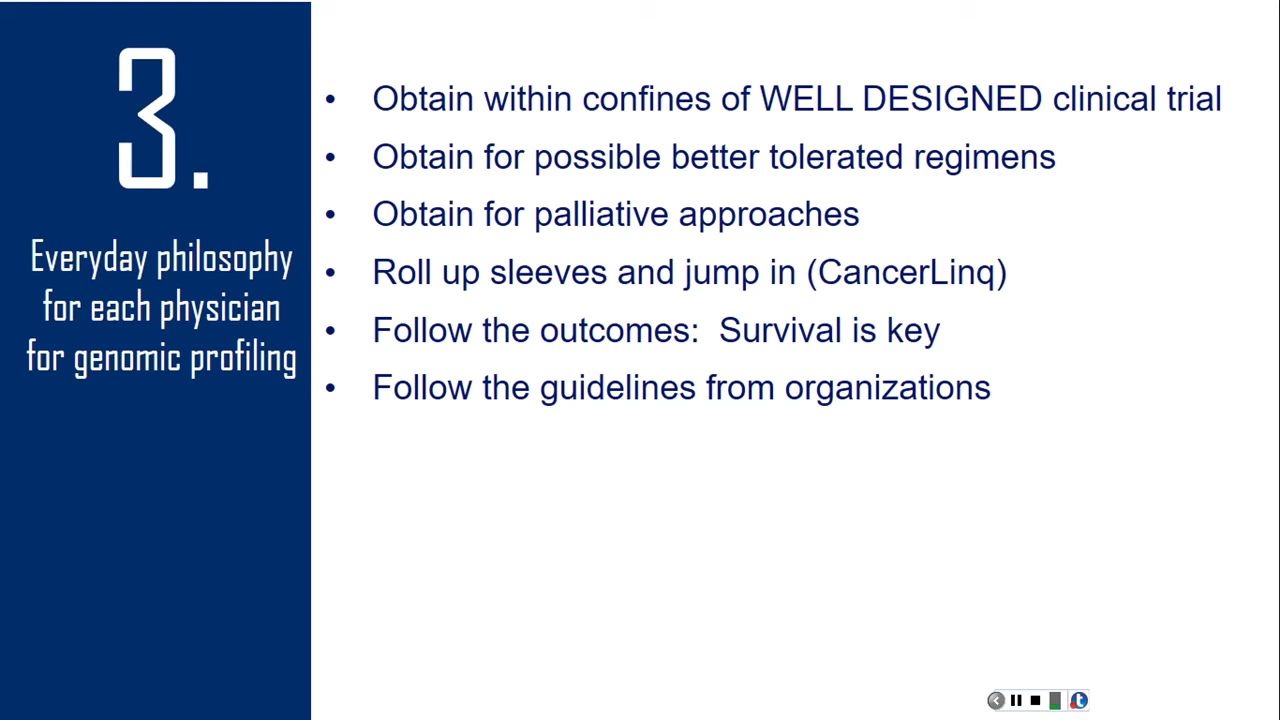 3.
Everyday philosophy
for each physician
for genomic profiling
• Obtain within confines of WELL DESIGNED clinical trial
• Obtain for possible better tolerated regimens
• Obtain for palliative approaches
• Roll up sleeves and jump in (CancerLinq)
• Follow the outcomes:  Survival is key
• Follow the guidelines from organizations
t